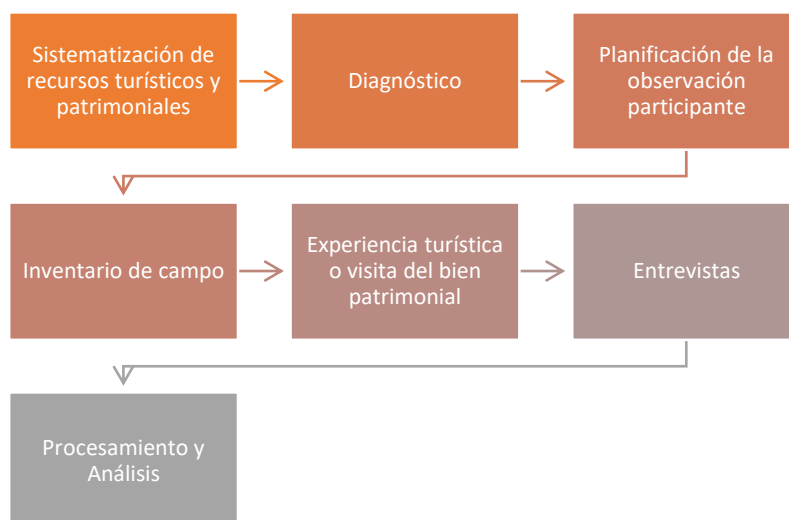 Sistematización de
recursos turísticos y
patrimoniales
Diagnóstico
Planificación de la
observación
participante
Inventario de campo
Experiencia turística
o visita del bien
patrimonial
Entrevistas
Procesamiento y
Análisis